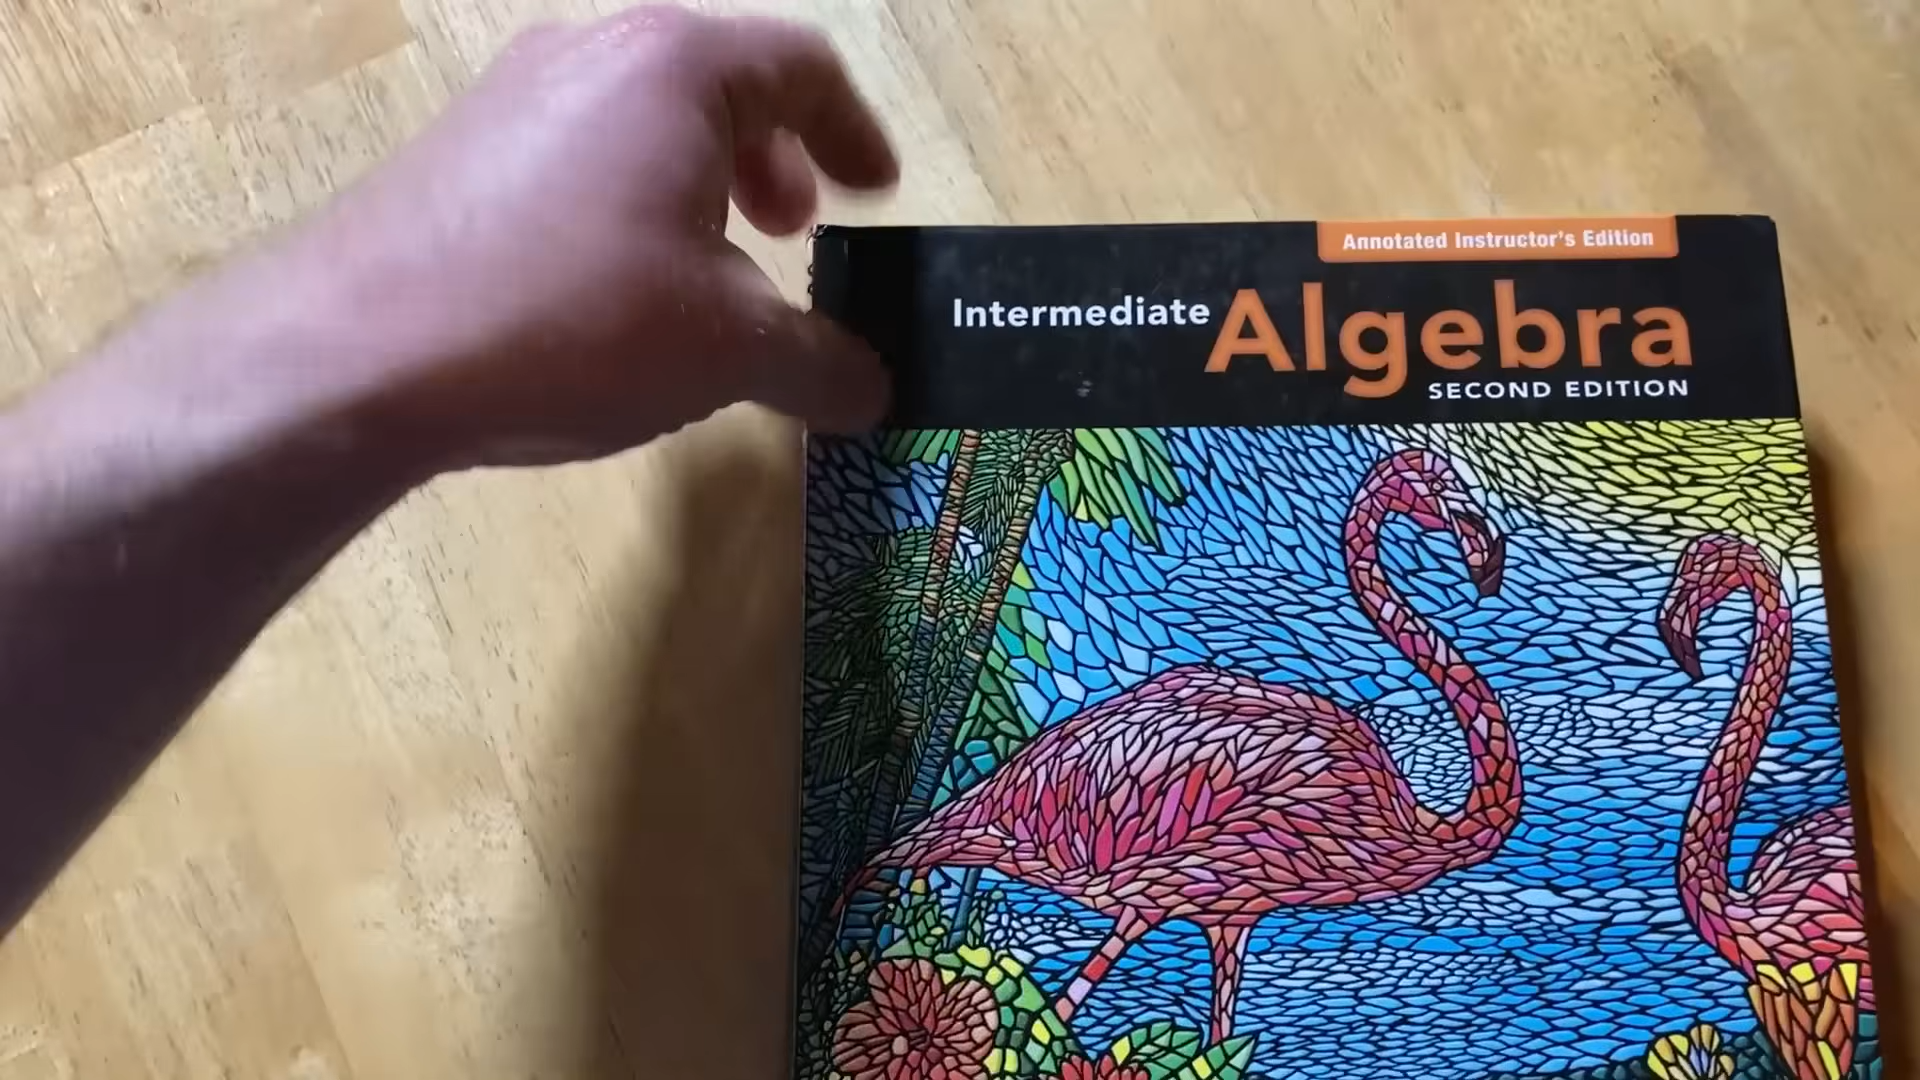 Annotated Instructor's Edition
Intermediate Algebra
SECOND EDITION